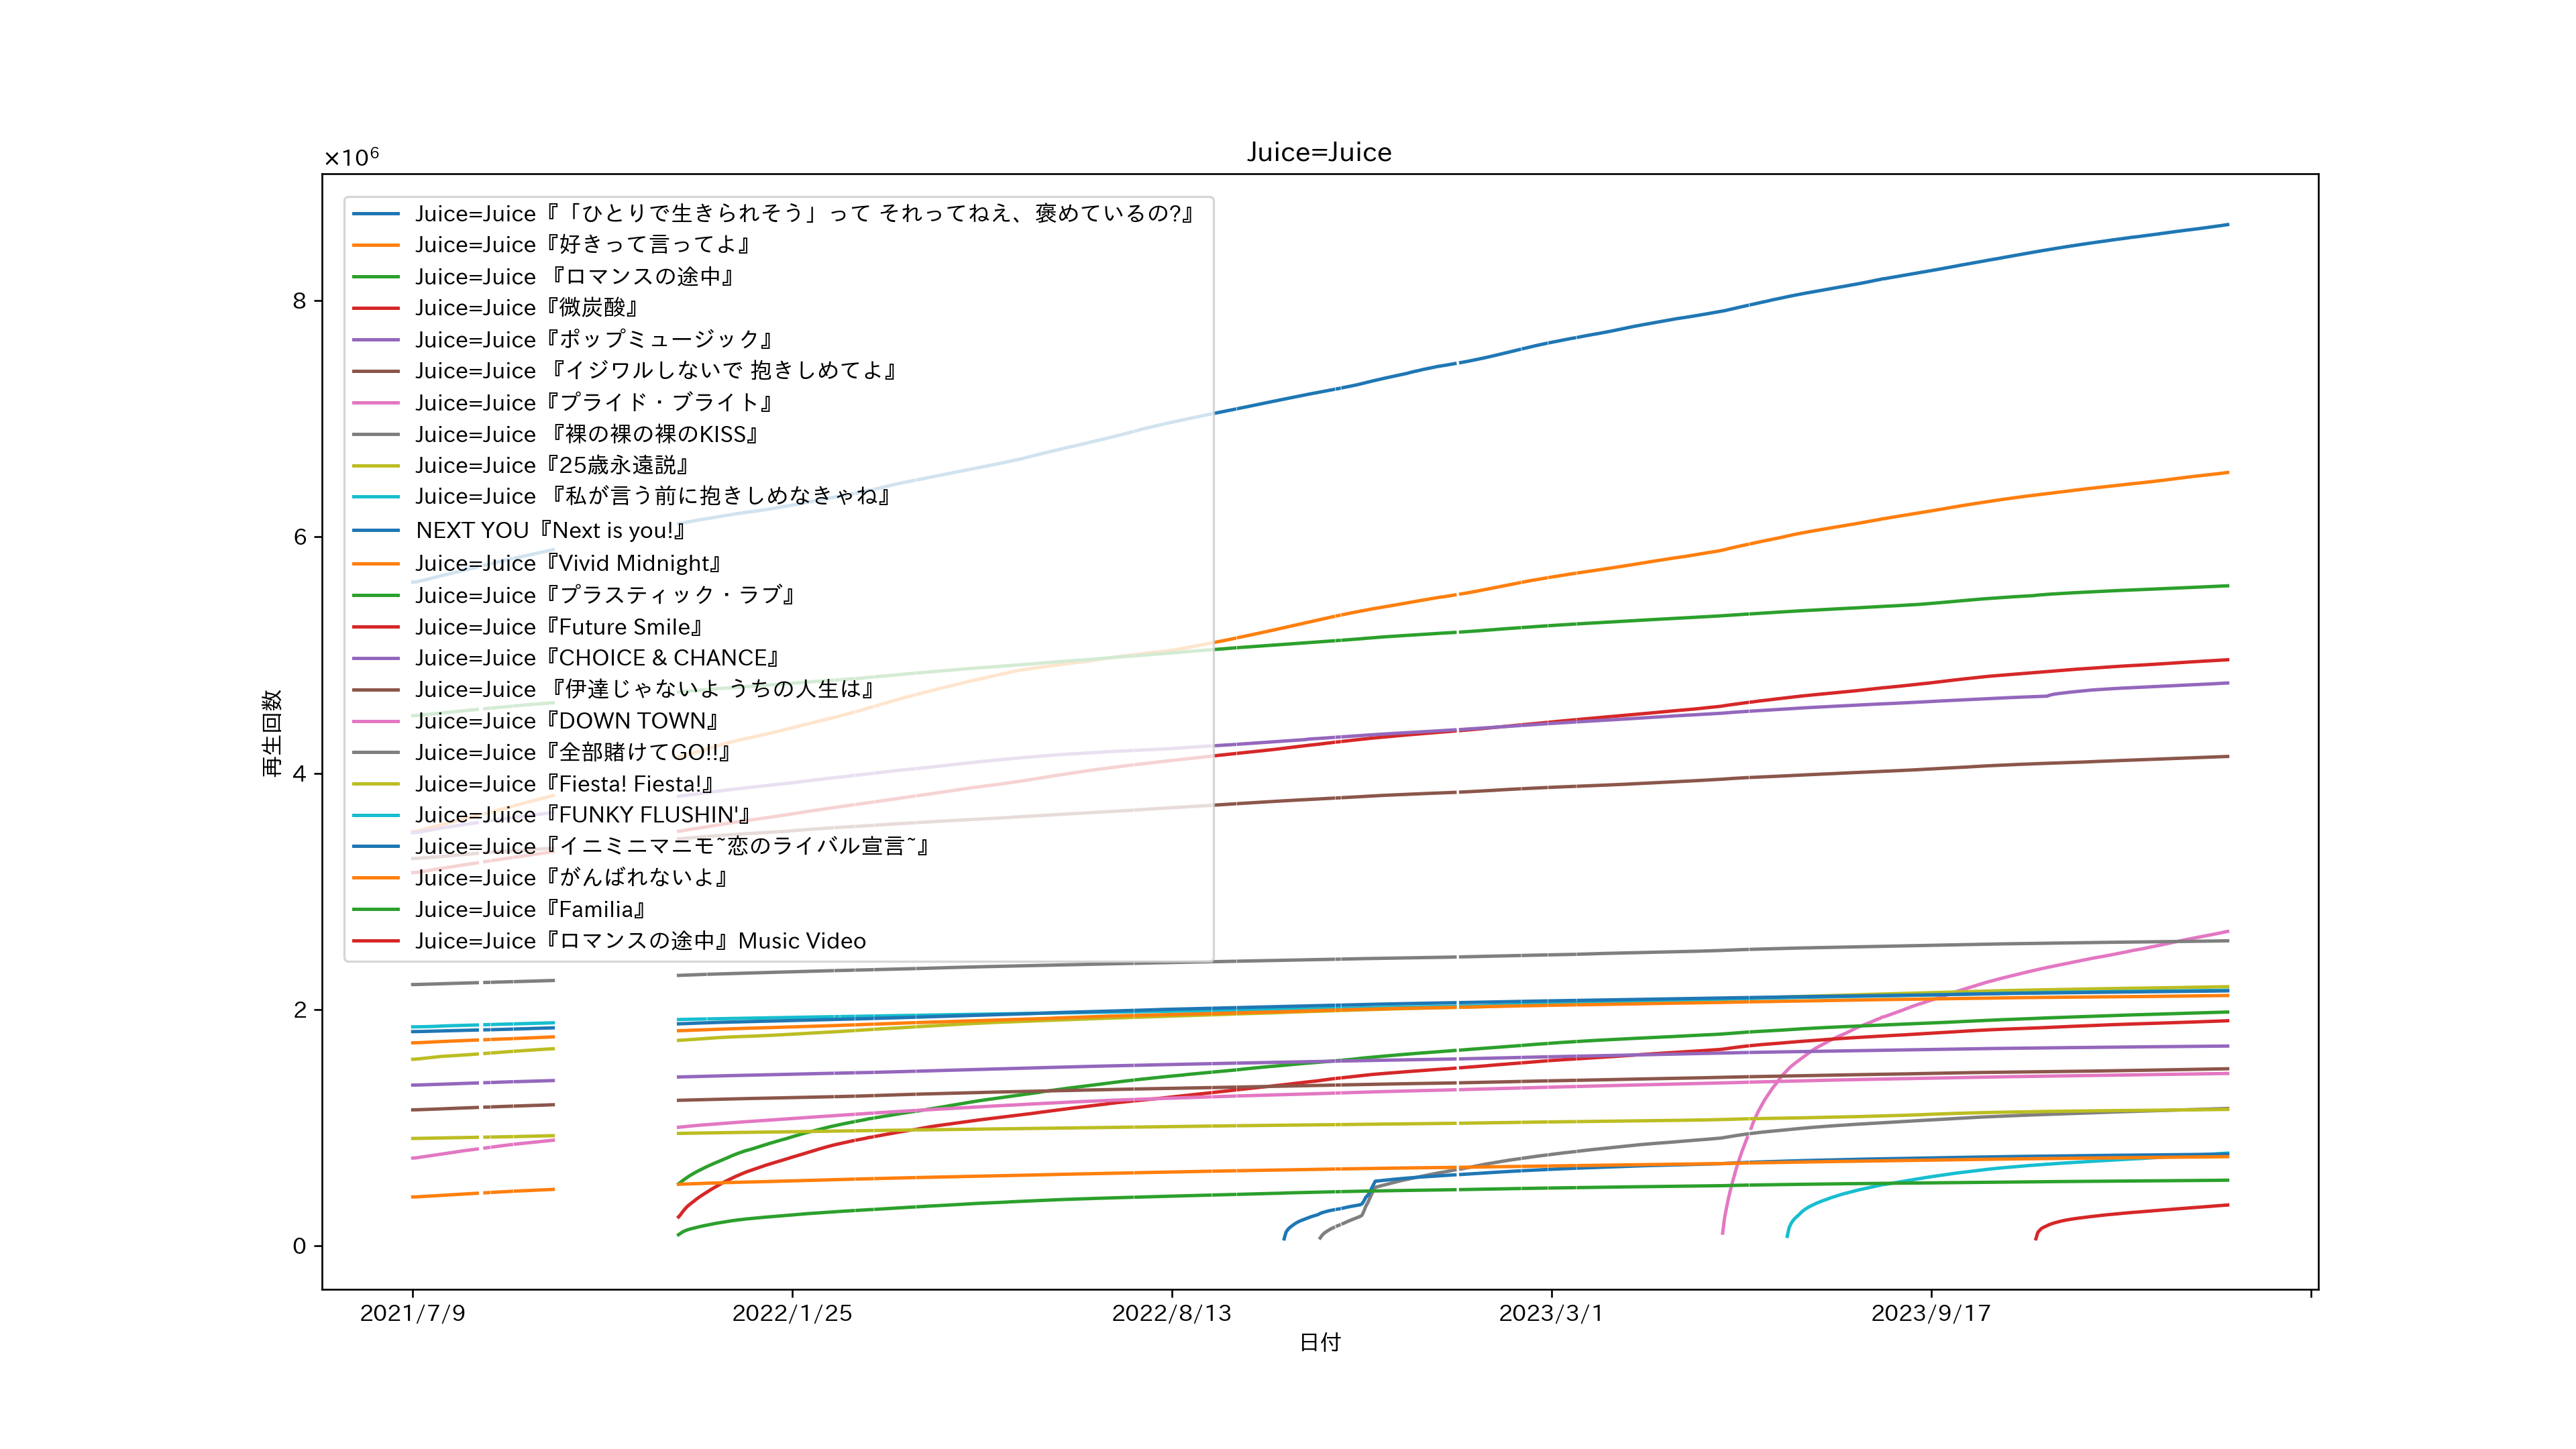 Juice=Juice
×10⁶
Juice=Juice『「ひとりで生きられそう」って それってねえ、褒めているの?』
Juice=Juice『好きって言ってよ』
Juice=Juice 『ロマンスの途中』
Juice=Juice『微炭酸』
Juice=Juice『ポップミュージック』
Juice=Juice 『イジワルしないで 抱きしめてよ』
Juice=Juice『プライド・ブライト』
Juice=Juice 『裸の裸の裸のKISS』
Juice=Juice『25歳永遠説』
Juice=Juice 『私が言う前に抱きしめなきゃね』
NEXT YOU『Next is you!』
Juice=Juice『Vivid Midnight』
Juice=Juice『プラスティック・ラブ』
Juice=Juice『Future Smile』
Juice=Juice『CHOICE & CHANCE』
Juice=Juice 『伊達じゃないよ うちの人生は』
Juice=Juice『DOWN TOWN』
Juice=Juice『全部賭けてGO!!』
Juice=Juice『Fiesta! Fiesta!』
Juice=Juice『FUNKY FLUSHIN'』
Juice=Juice『イニミニマニモ~恋のライバル宣言~』
Juice=Juice『がんばれないよ』
Juice=Juice『Familia』
Juice=Juice『ロマンスの途中』Music Video
8
6
4
2
0
再生回数
2021/7/9
2022/1/25
2022/8/13
2023/3/1
2023/9/17
日付